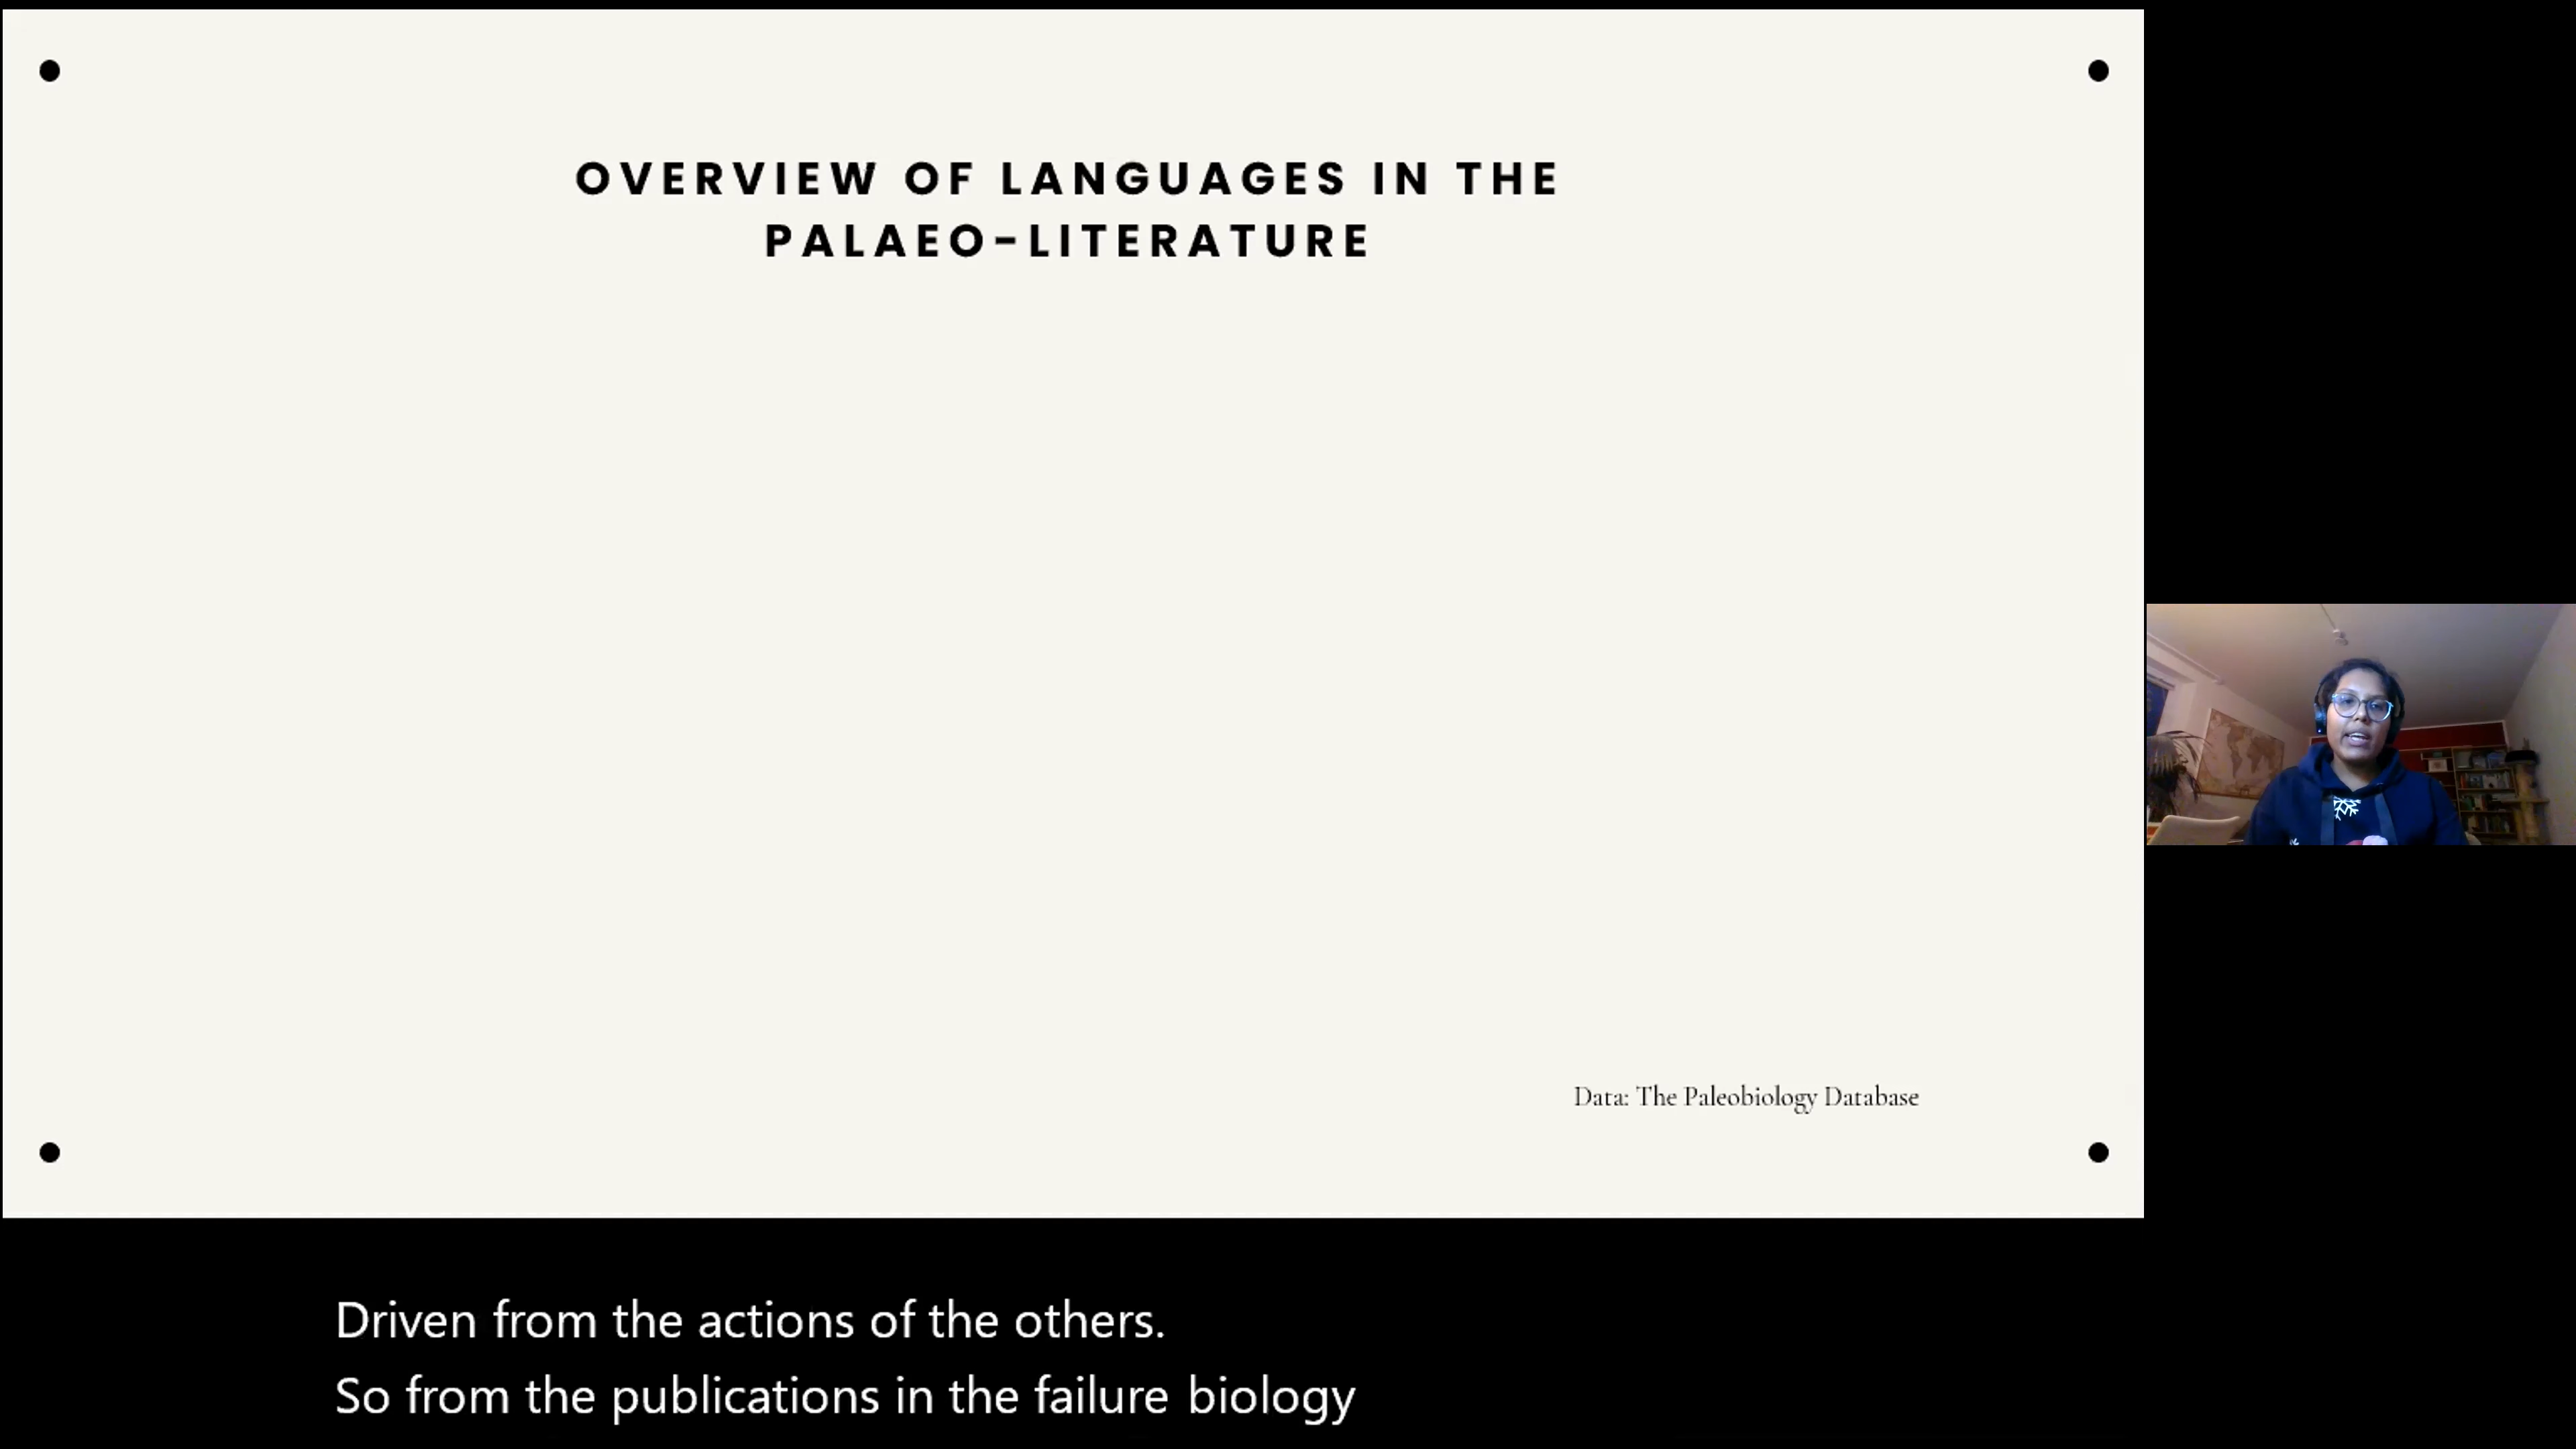 OVERVIEW OF LANGUAGES IN THE
PALAEO-LITERATURE
Data: The Paleobiology Database
Driven from the actions of the others.
So from the publications in the failure biology